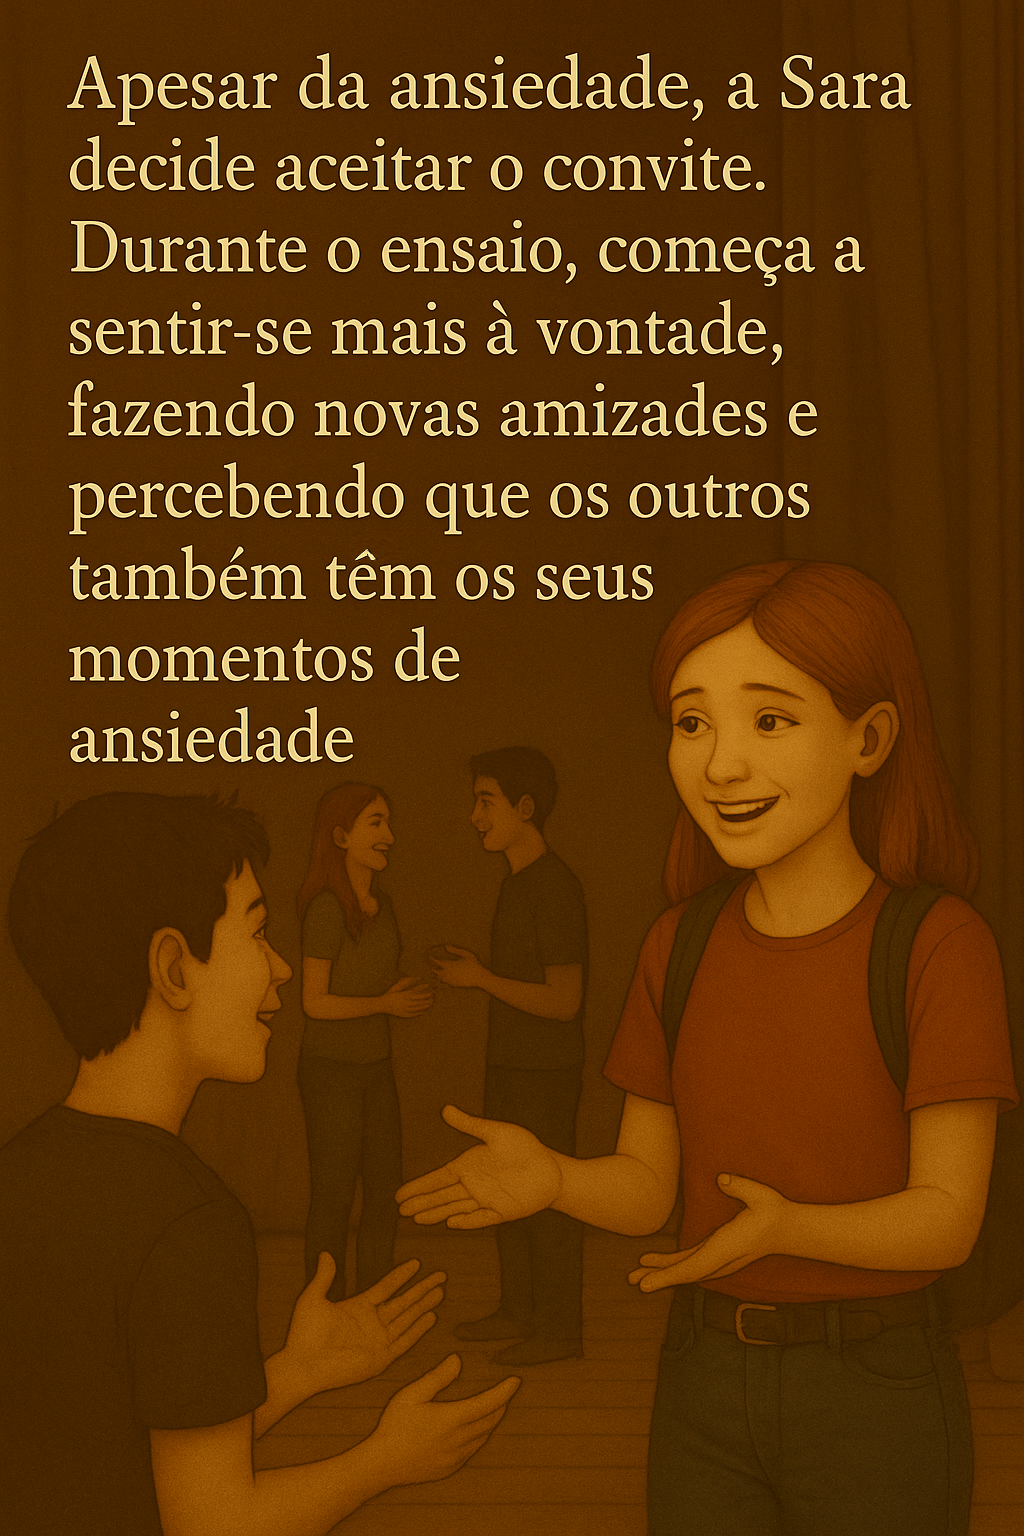 Apesar da ansiedade, a Sara
decide aceitar o convite.
Durante o ensaio, começa a
sentir-se mais à vontade,
fazendo novas amizades e
percebendo que os outros
também têm os seus
momentos de
ansiedade